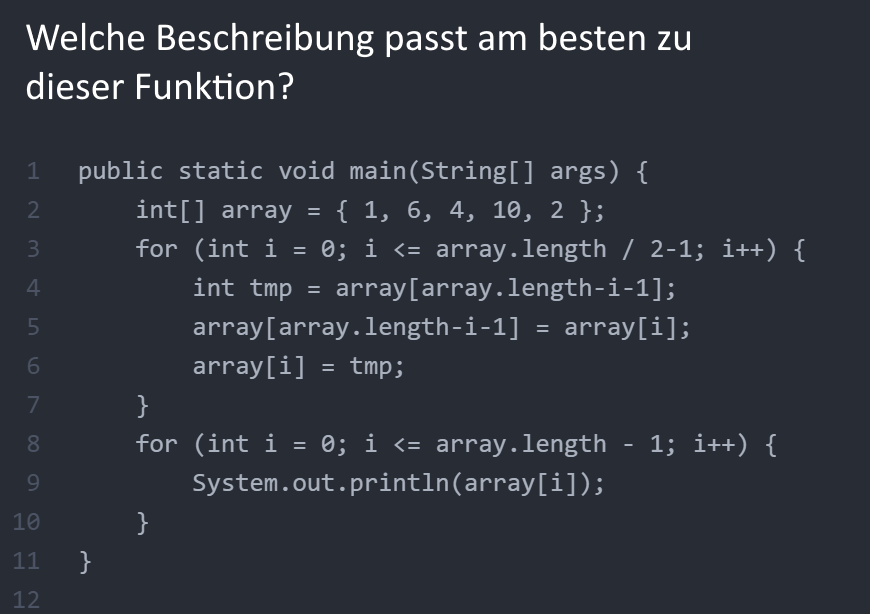 Welche Beschreibung passt am besten zu
dieser Funktion?
1 public static void main(String[] args) {
2     int[] array = { 1, 6, 4, 10, 2 };
3     for (int i = 0; i <= array.length / 2-1; i++) {
4         int tmp = array[array.length-i-1];
5         array[array.length-i-1] = array[i];
6         array[i] = tmp;
7     }
8     for (int i = 0; i <= array.length - 1; i++) {
9         System.out.println(array[i]);
10     }
11 }
12